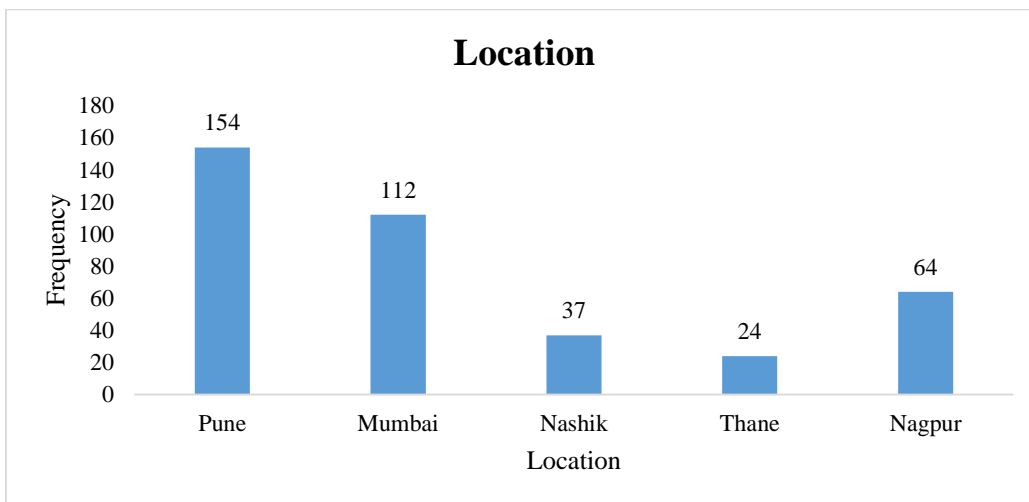 Location
180
160
140
120
100
80
60
40
20
0
Frequency
154
112
37
24
64
Pune
Mumbai
Nashik
Thane
Nagpur
Location